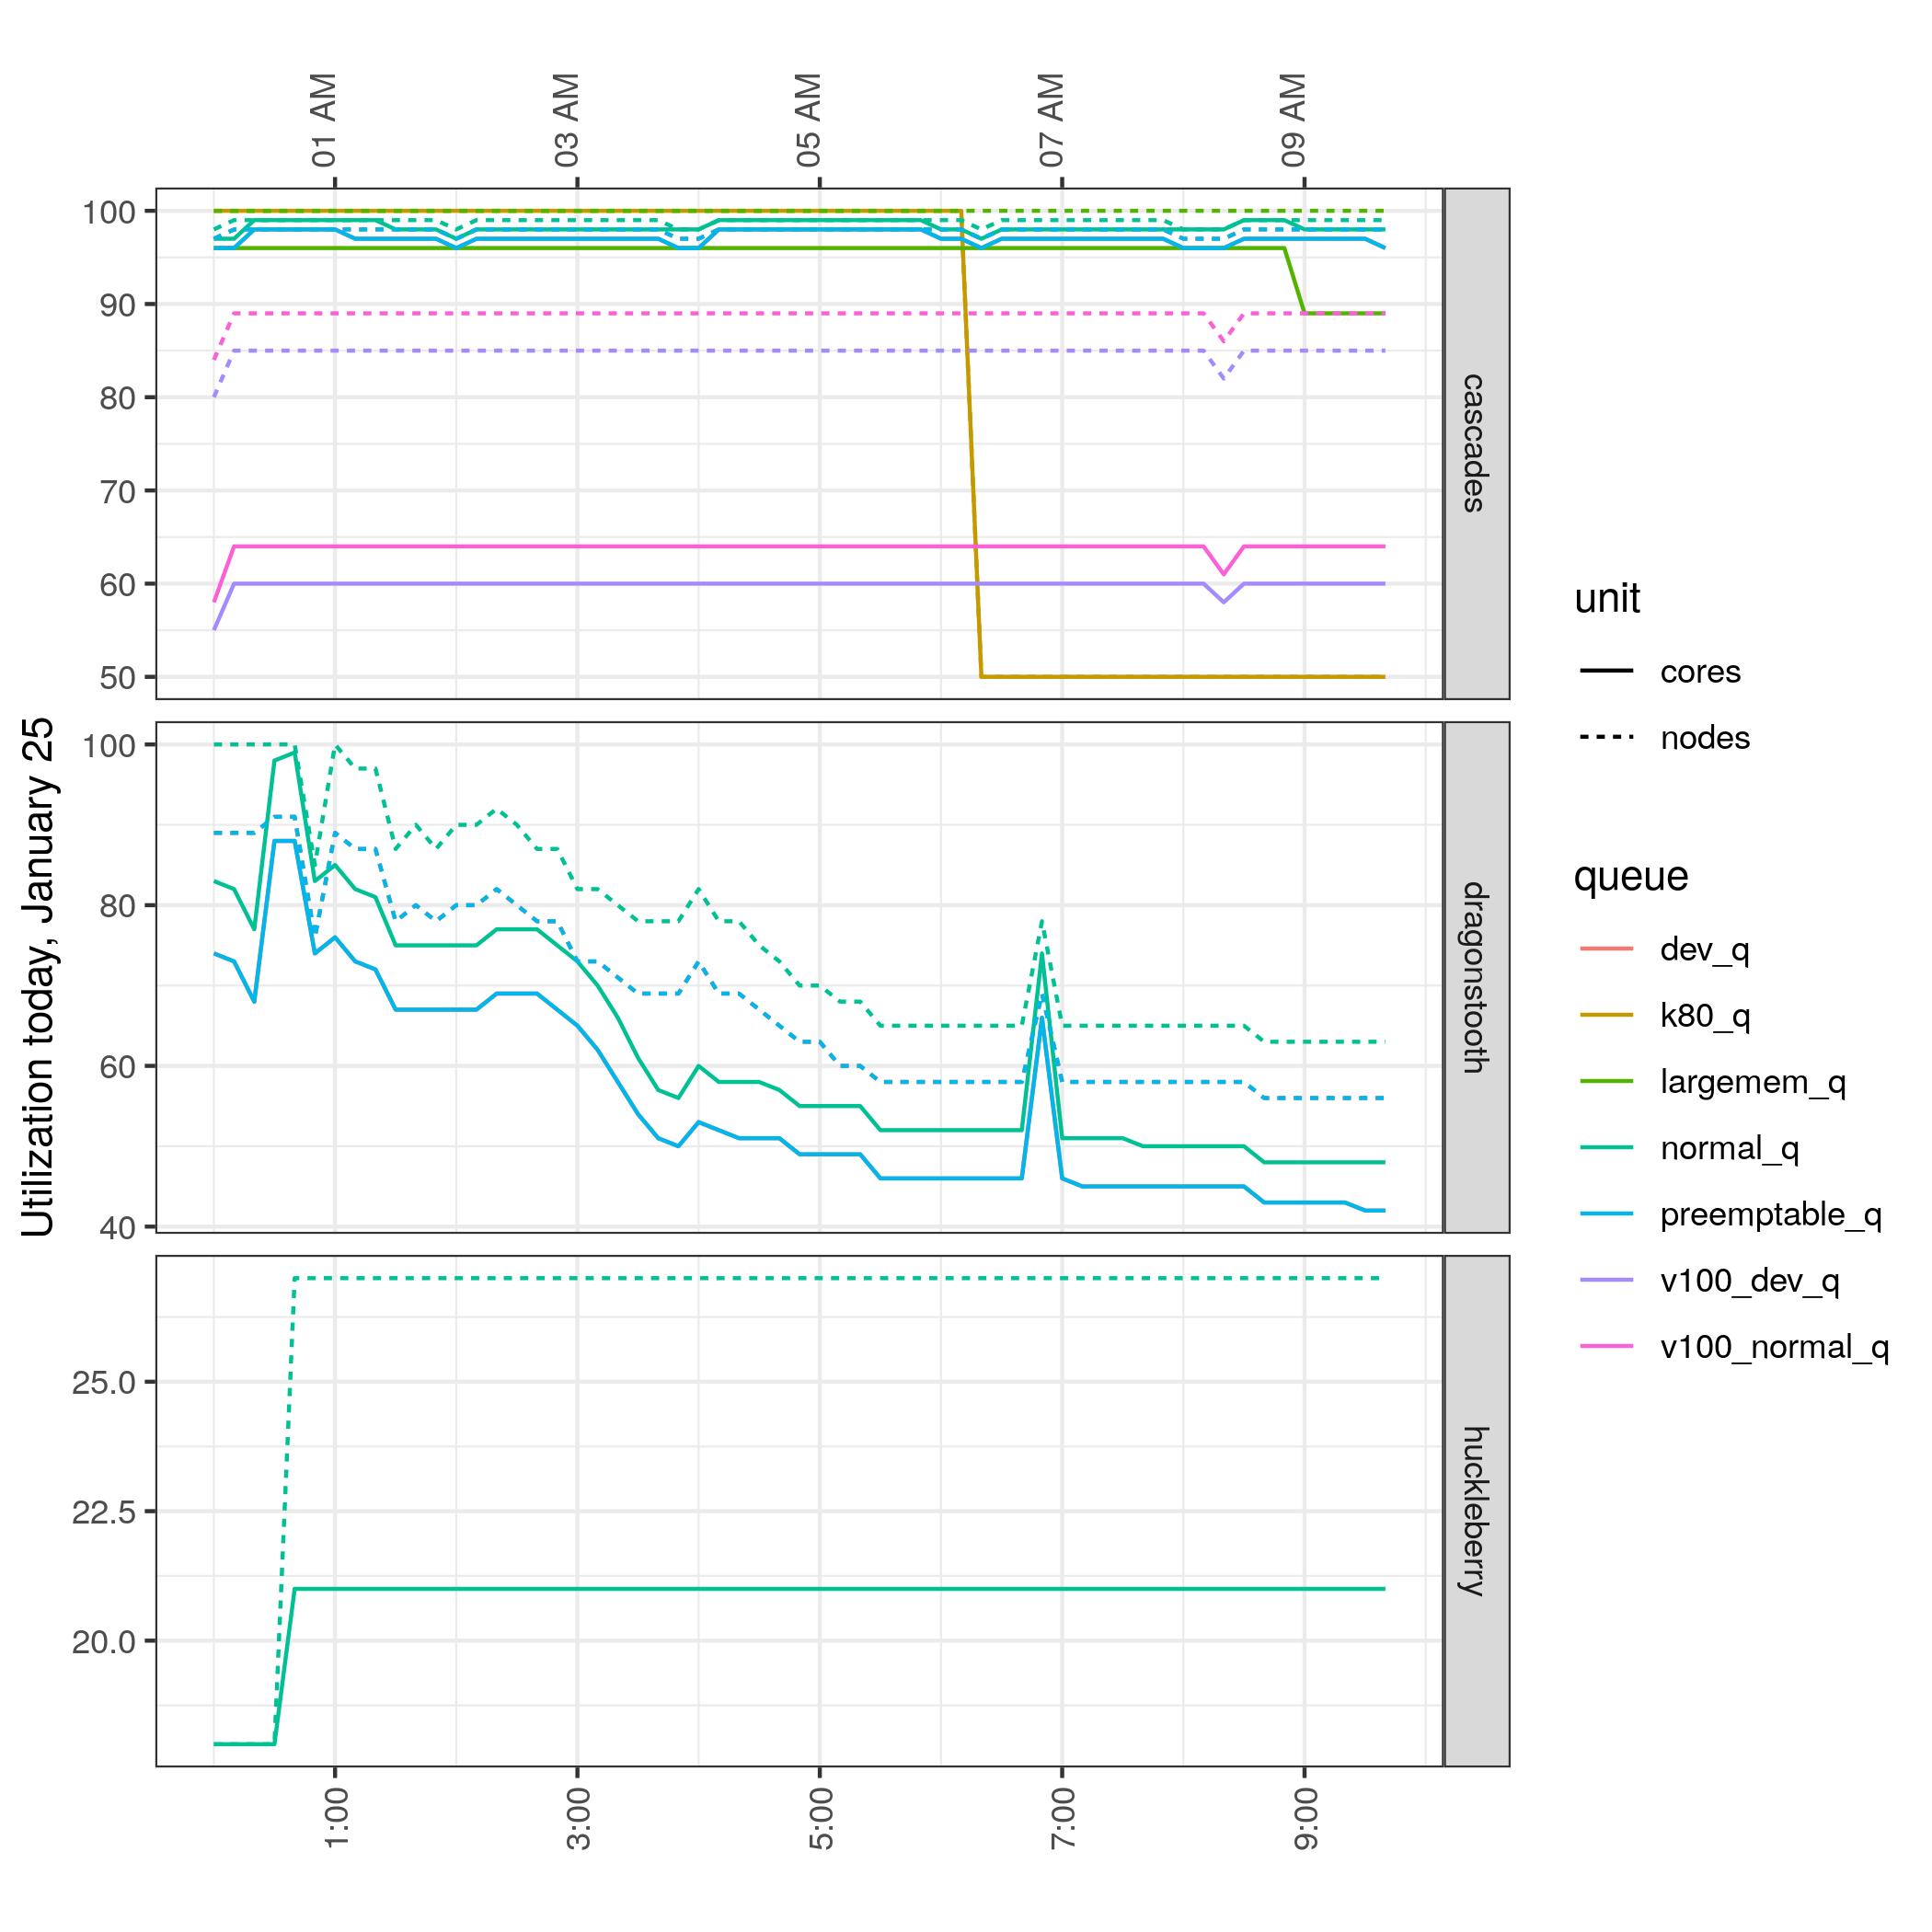 01 AM
03 AM
05 AM
07 AM
09 AM
Utilization today, January 25
100
90
80
70
60
50
cascades
100
80
60
40
dragonstooth
25.0
22.5
20.0
huckleberry
1:00
3:00
5:00
7:00
9:00
unit
cores
nodes
queue
dev_q
k80_q
largemem_q
normal_q
preemptable_q
v100_dev_q
v100_normal_q